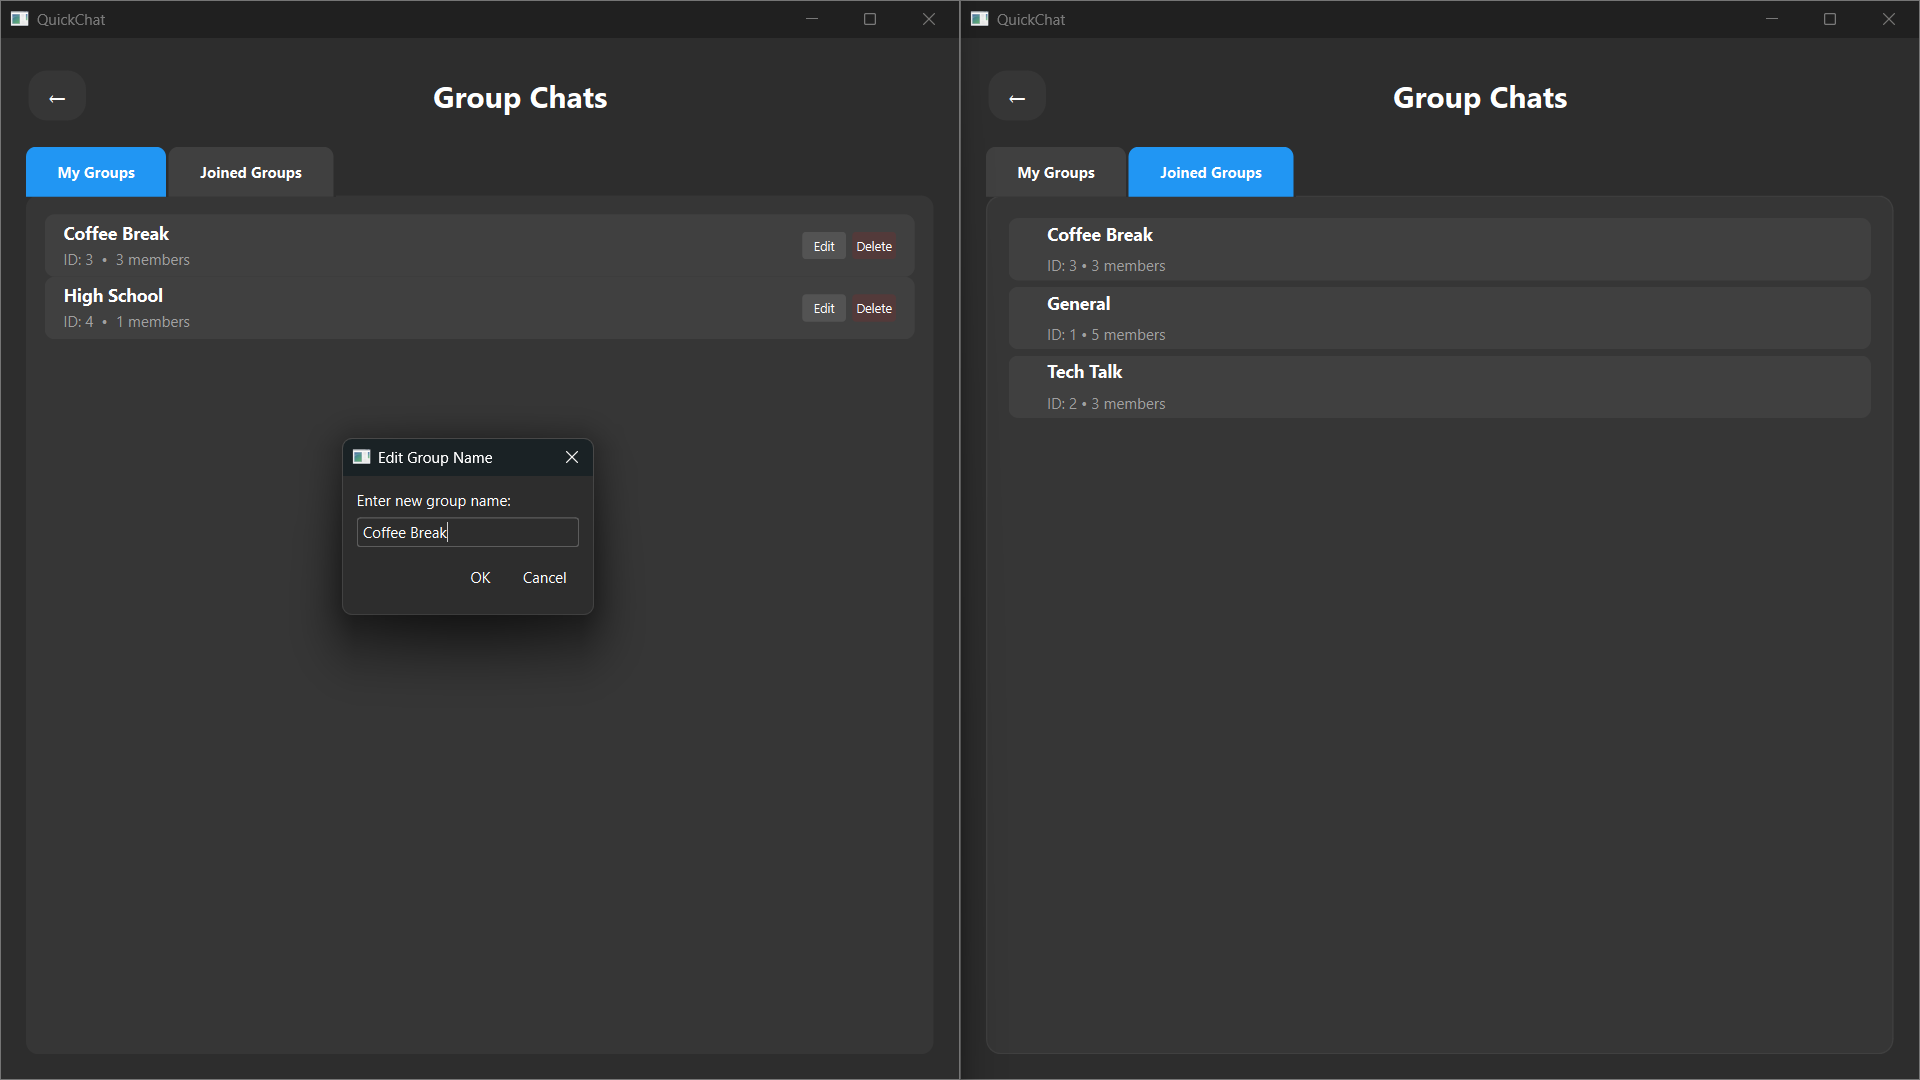 QuickChat
←
Group Chats
My Groups
Joined Groups
Coffee Break
ID: 3 • 3 members
Edit
Delete
High School
ID: 4 • 1 members
Edit
Delete
Edit Group Name
Enter new group name:
Coffee Break
OK
Cancel
QuickChat
←
Group Chats
My Groups
Joined Groups
Coffee Break
ID: 3 • 3 members
General
ID: 1 • 5 members
Tech Talk
ID: 2 • 3 members